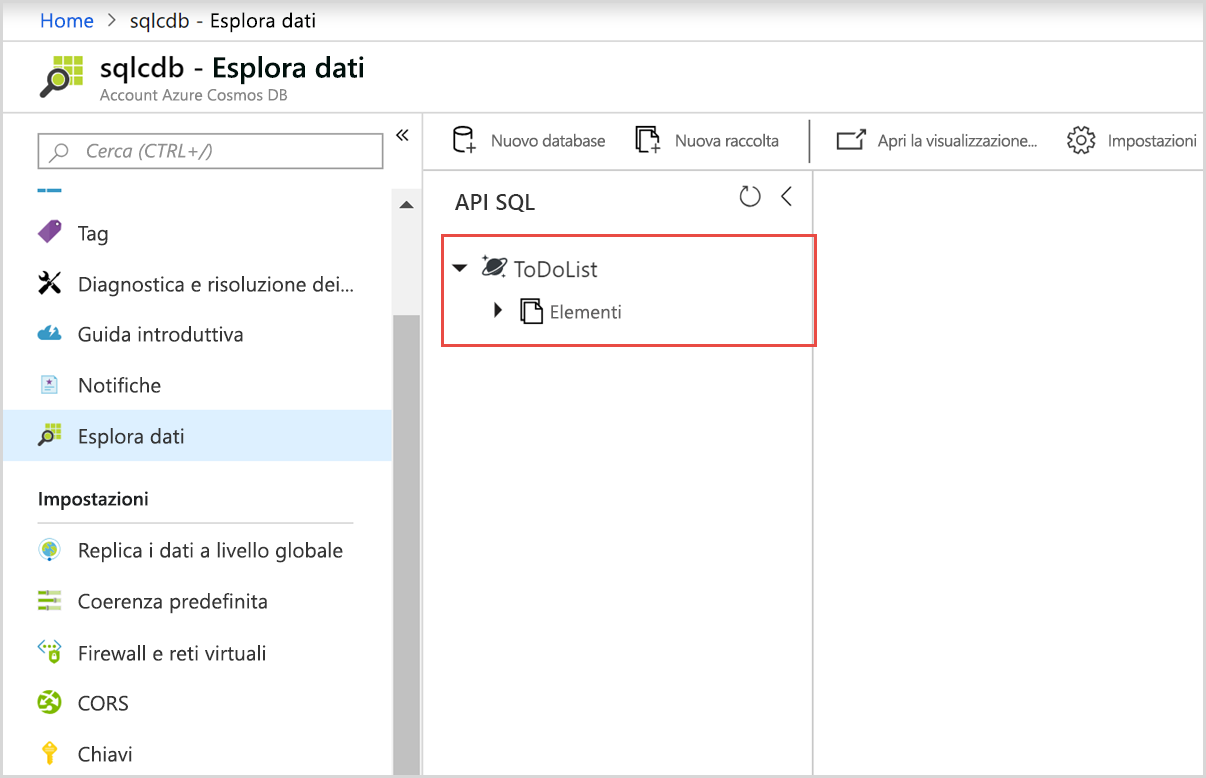 Home > sqlcdb - Esplora dati
sqlcdb - Esplora dati
Account Azure Cosmos DB
Cerca (CTRL+/)
Tag
Diagnostica e risoluzione dei...
Guida introduttiva
Notifiche
Esplora dati
Impostazioni
Replica i dati a livello globale
Coerenza predefinita
Firewall e reti virtuali
CORS
Chiavi
Nuovo database Nuova raccolta Apri la visualizzazione... Impostazioni
API SQL
ToDoList
Elementi